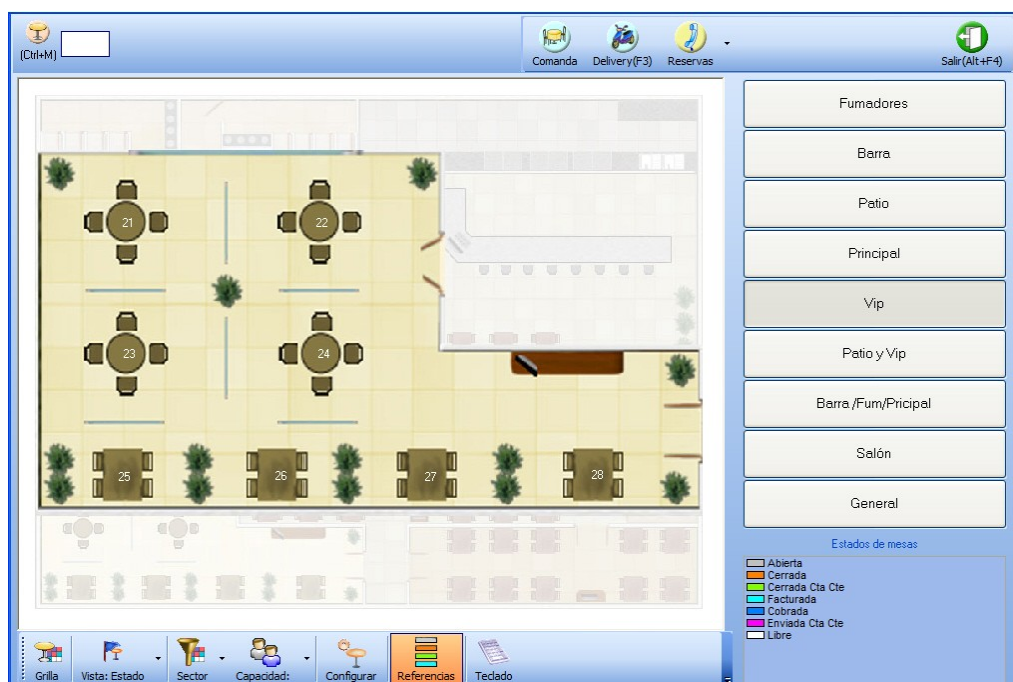 (Ctrl+M)
Comanda
Delivery(F3)
Reservas
Salir(Alt+F4)
Fumadores
Barra
Patio
Principal
Vip
Patio y Vip
Barra /Fum/Pricipal
Salón
General
21
22
23
24
25
26
27
28
Estados de mesas
Abierta
Cerrada
Cerrada Cta Cte
Facturada
Cobrada
Enviada Cta Cte
Libre
Grilla
Vista: Estado
Sector
Capacidad:
Configurar
Referencias
Teclado